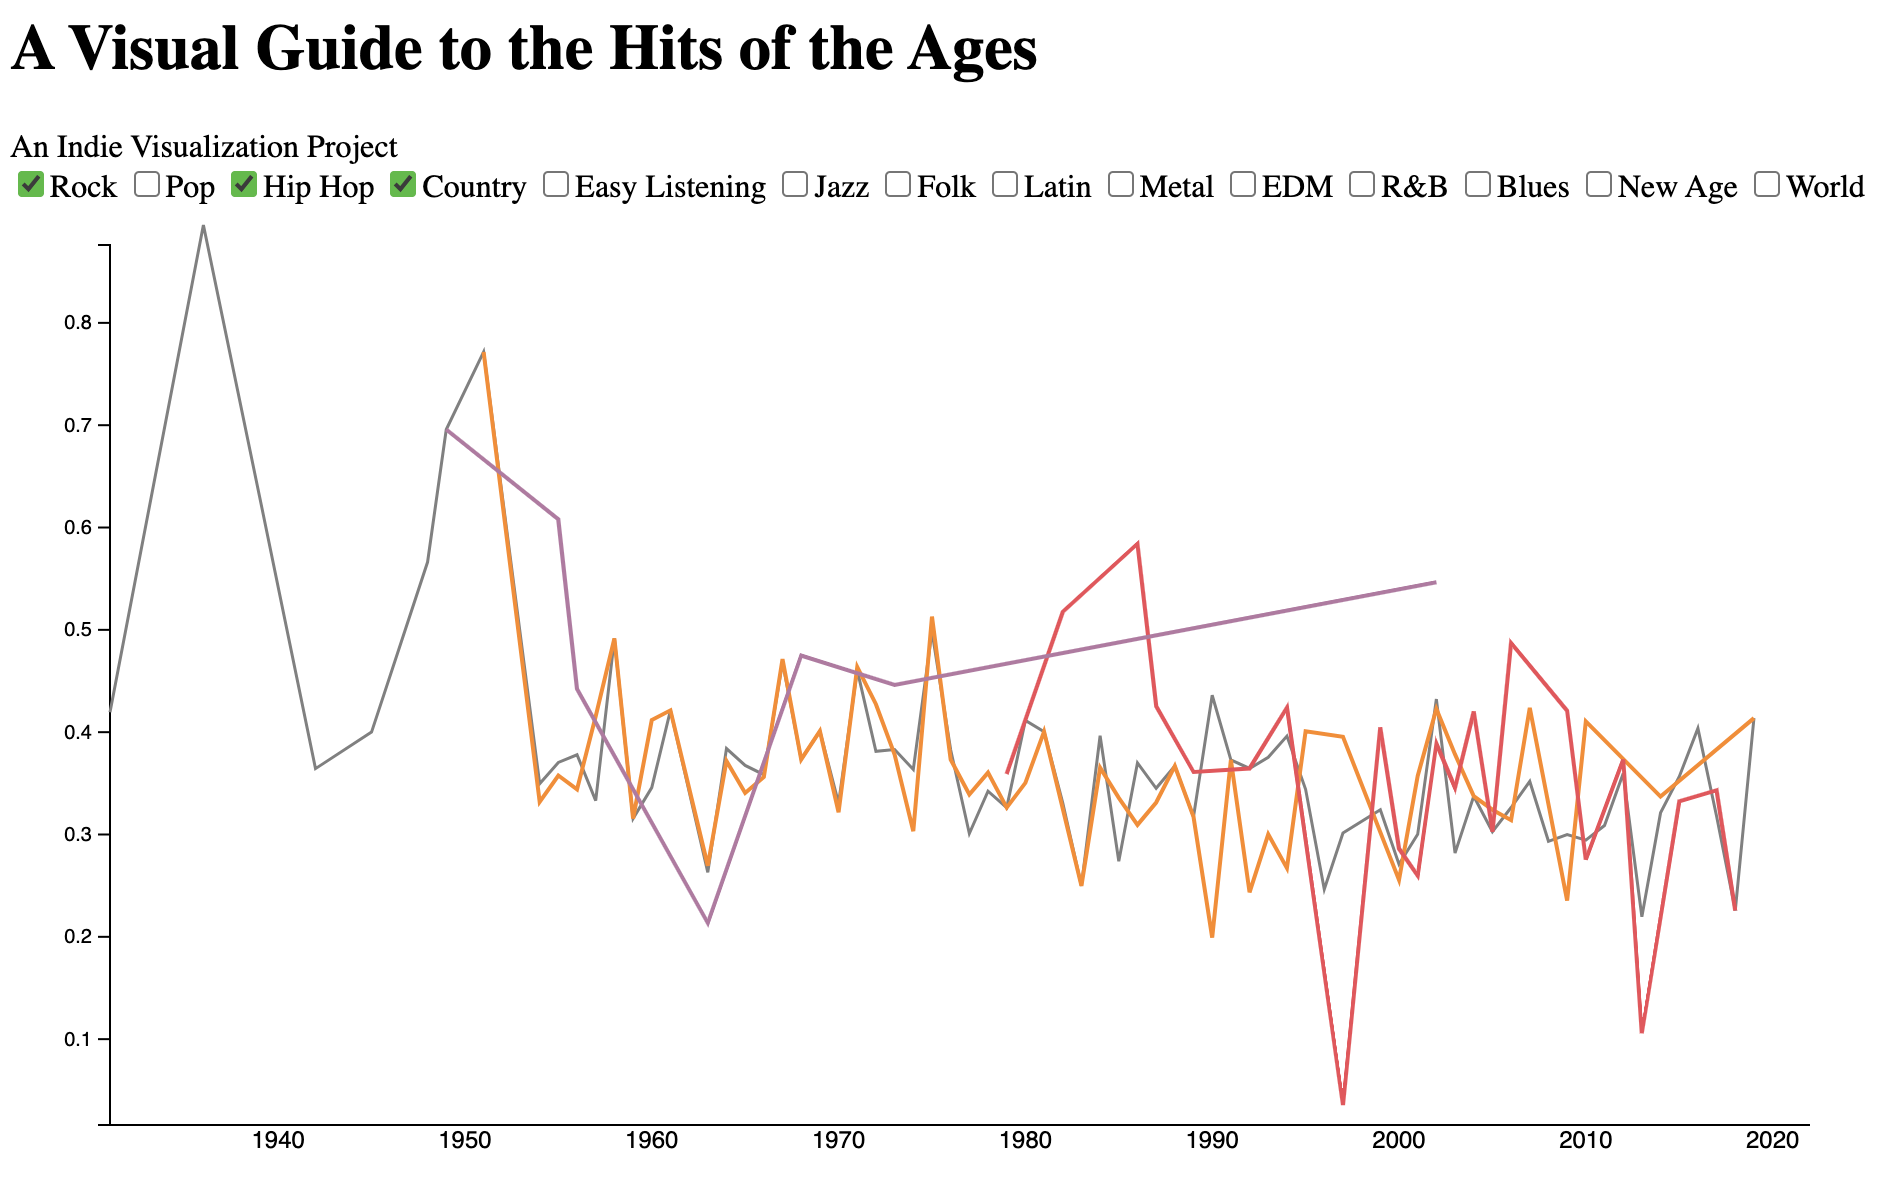 A Visual Guide to the Hits of the Ages
An Indie Visualization Project
Rock Pop Hip Hop Country Easy Listening Jazz Folk Latin Metal EDM R&B Blues New Age World
0.8
0.7
0.6
0.5
0.4
0.3
0.2
0.1
1940 1950 1960 1970 1980 1990 2000 2010 2020